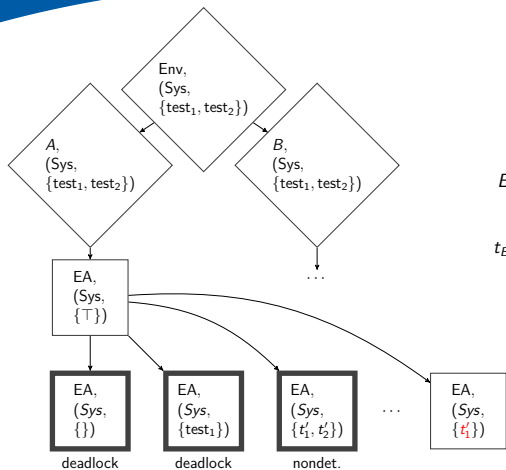 Env,
(Sys,
{test₁, test₂})
A,
(Sys,
{test₁, test₂})
B,
(Sys,
{test₁, test₂})
E
t_E
EA,
(Sys,
{⊤})
...
EA,
(Sys,
{})
EA,
(Sys,
{test₁})
EA,
(Sys,
{t′₁, t′₂})
...
EA,
(Sys,
{t′₁})
deadlock
deadlock
nondet.